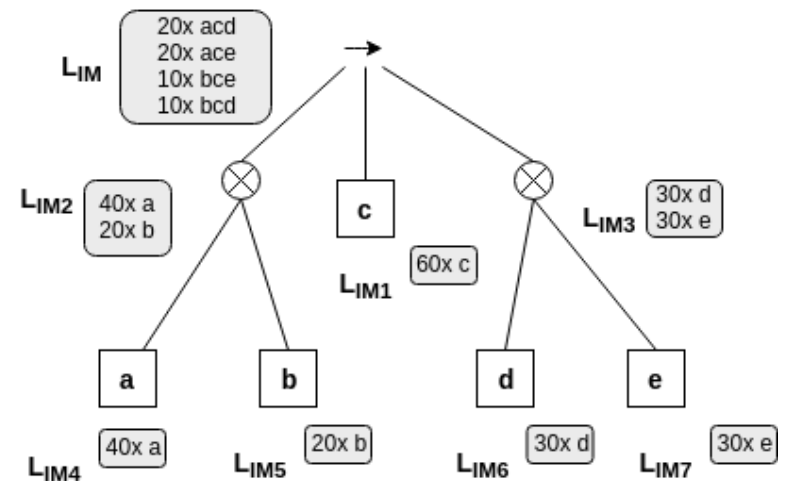 20x acd
20x ace
L_IM
10x bce
10x bcd
L_IM2
40x a
20x b
c
L_IM3
30x d
30x e
L_IM1
60x c
a
b
d
e
L_IM4
40x a
L_IM5
20x b
L_IM6
30x d
L_IM7
30x e